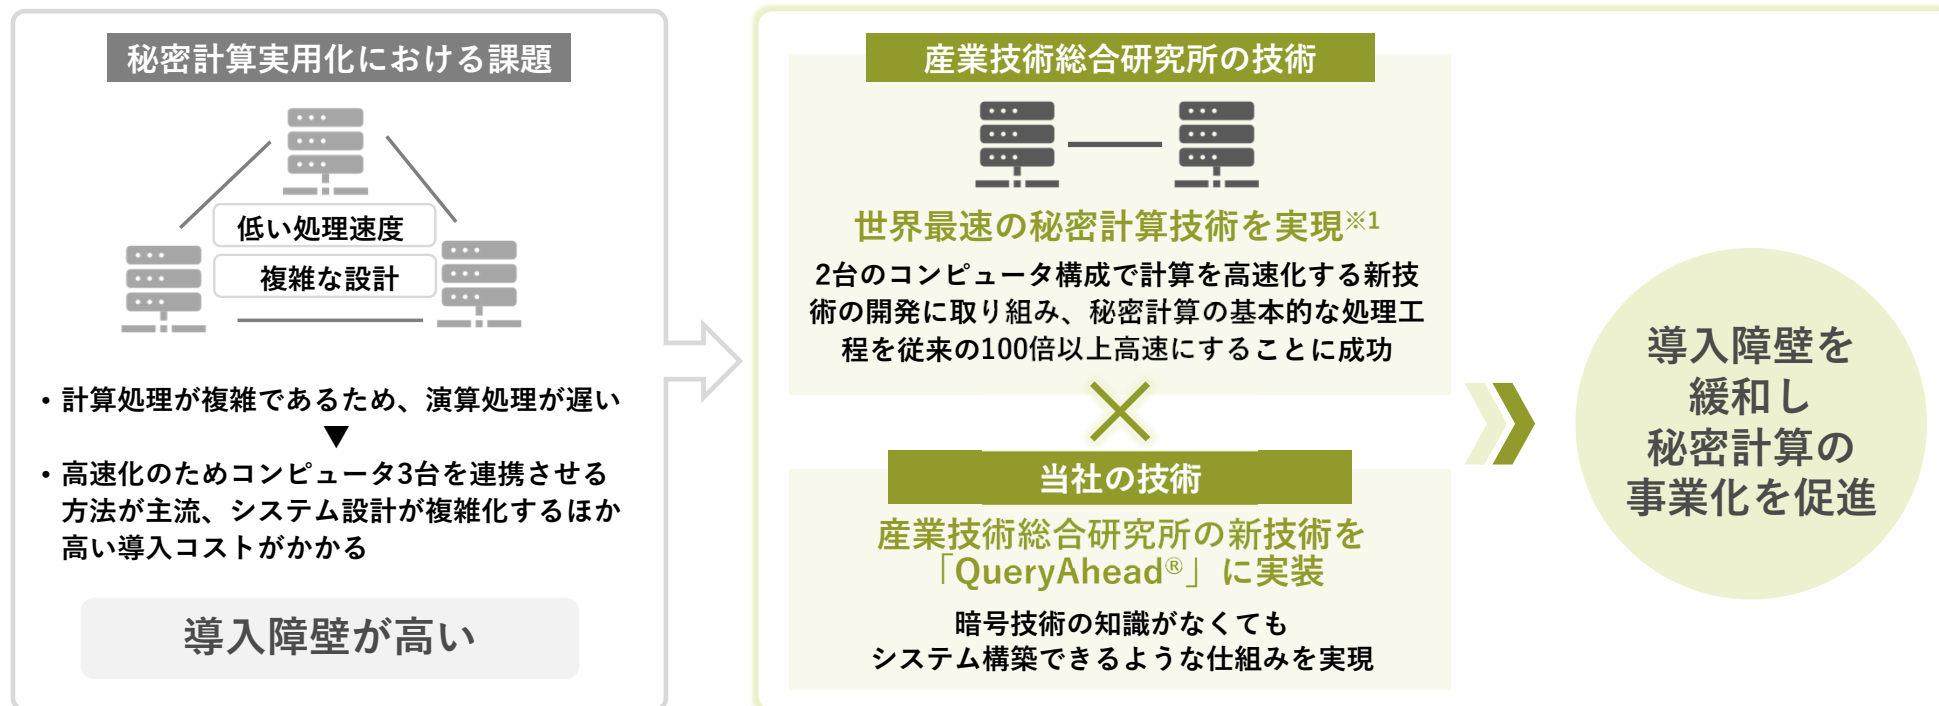 秘密計算実用化における課題
低い処理速度
複雑な設計
・計算処理が複雑であるため、演算処理が遅い
▼
・高速化のためコンピュータ3台を連携させる
方法が主流、システム設計が複雑化するほか
高い導入コストがかかる
導入障壁が高い
産業技術総合研究所の技術
世界最速の秘密計算技術を実現※1
2台のコンピュータ構成で計算を高速化する新技
術の開発に取り組み、秘密計算の基本的な処理工
程を従来の100倍以上高速にすることに成功
×
当社の技術
産業技術総合研究所の新技術を
「QueryAhead®」に実装
暗号技術の知識がなくても
システム構築できるような仕組みを実現
導入障壁を
緩和し
秘密計算の
事業化を促進